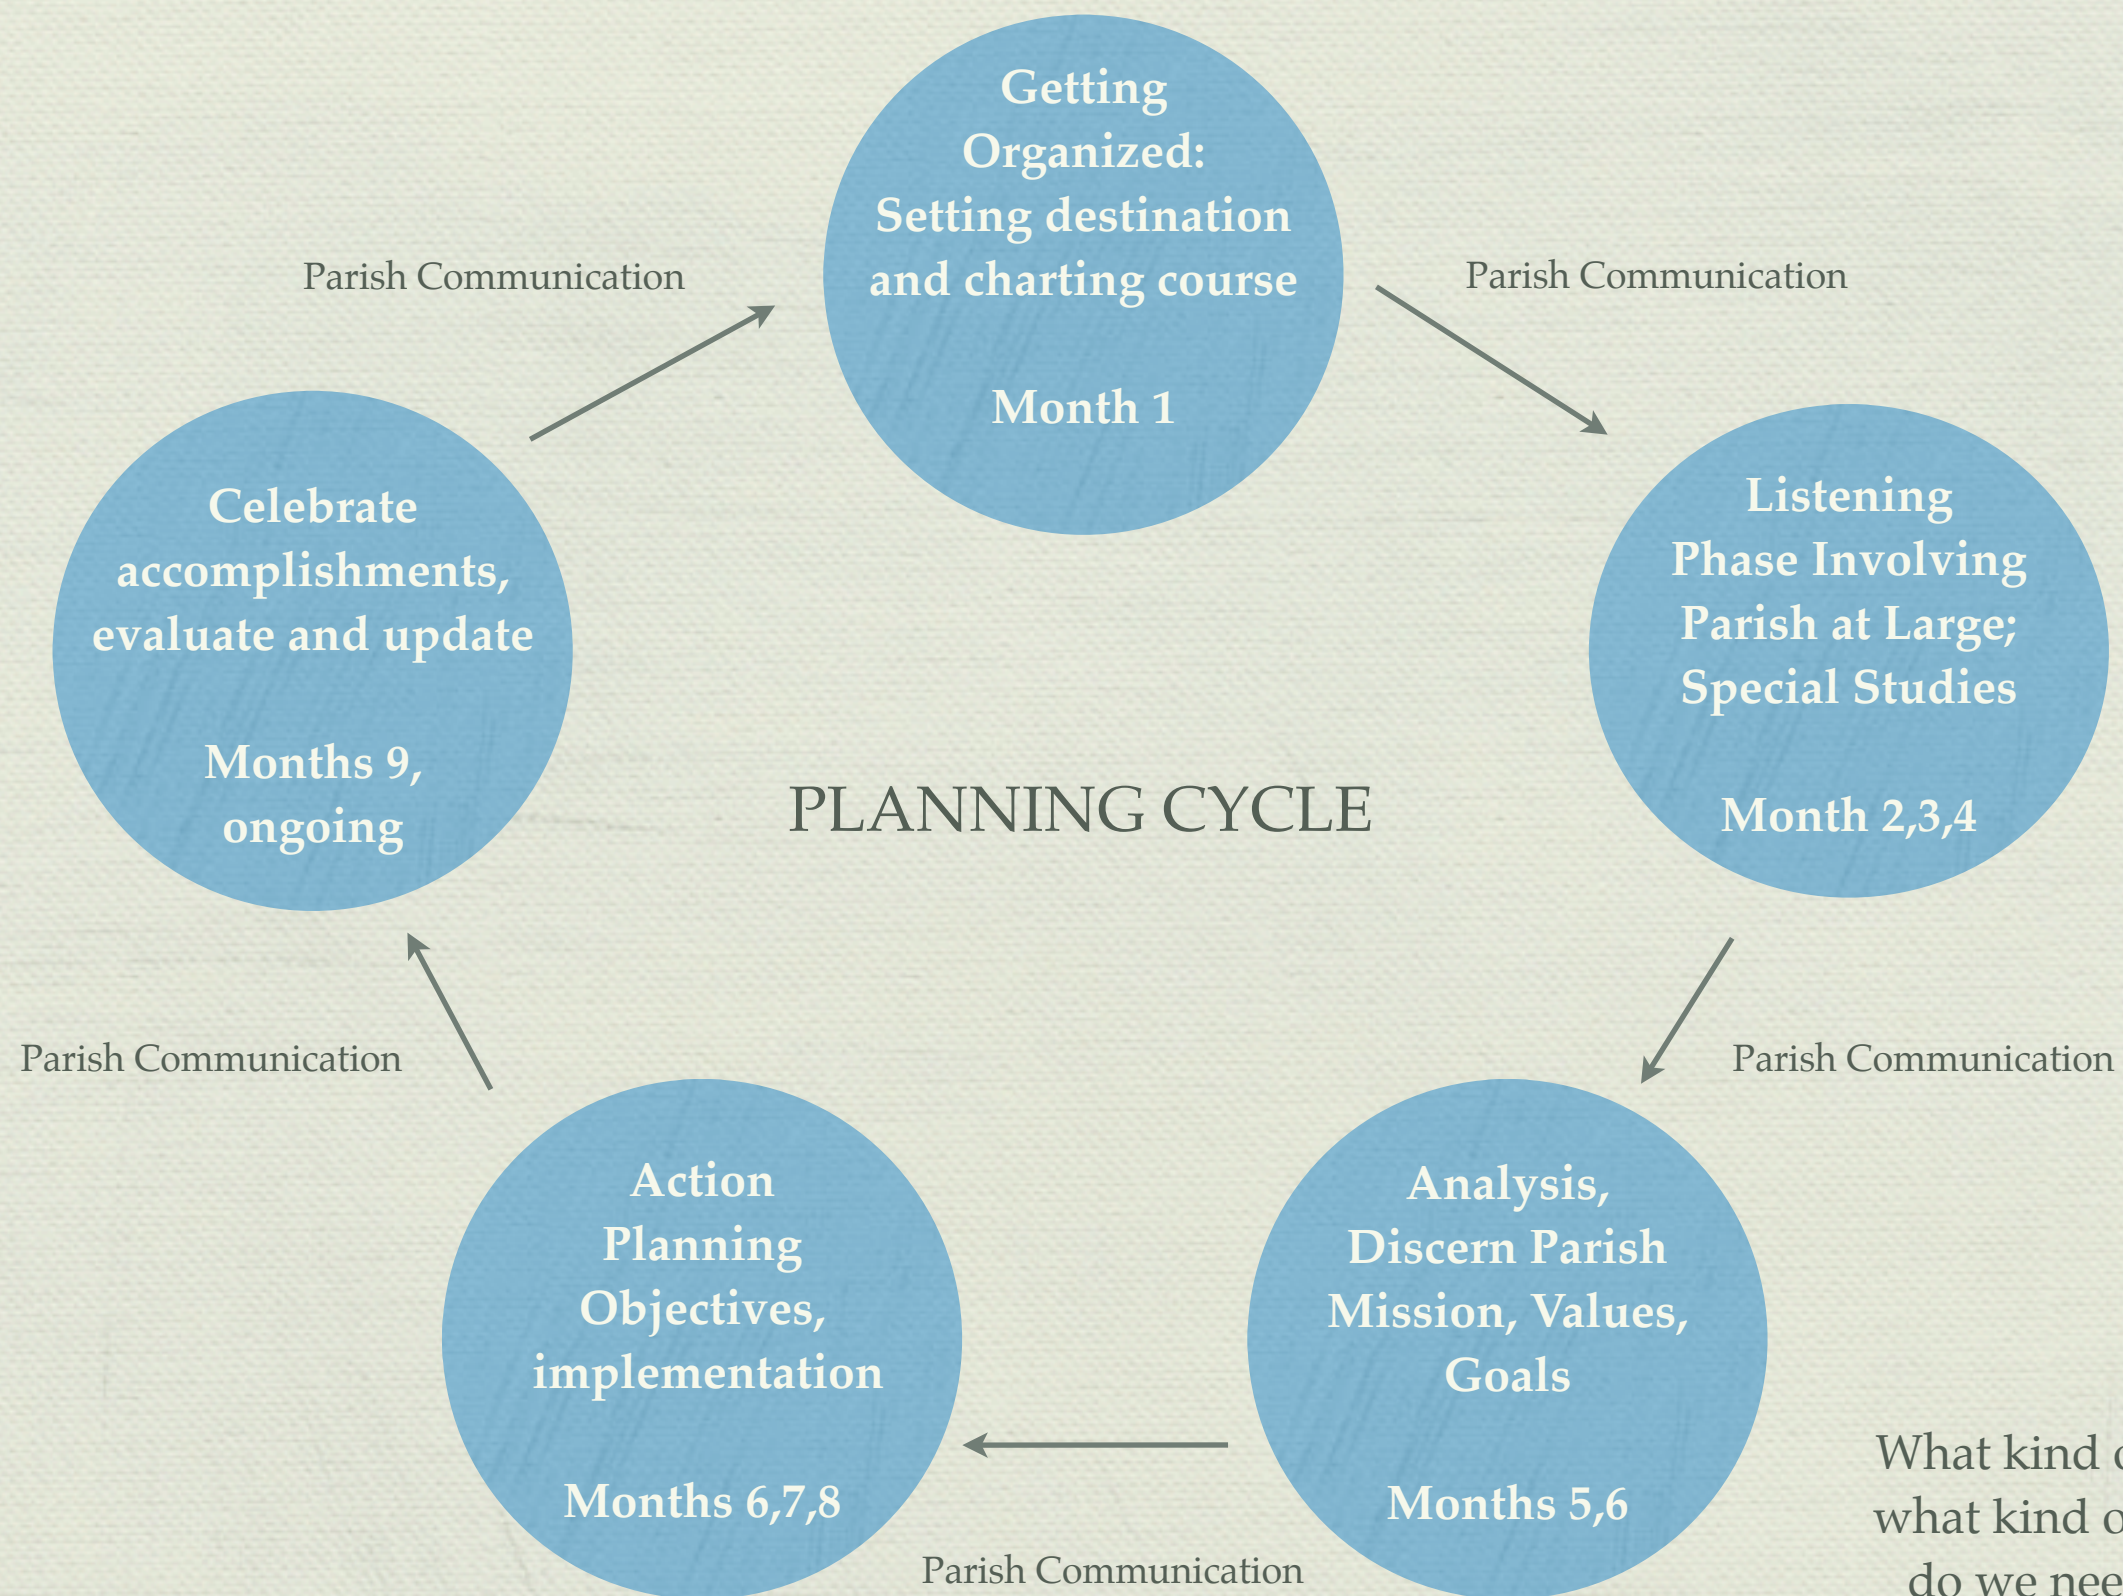 Getting
Organized:
Setting destination
and charting course
Month 1
Parish Communication
Parish Communication
Listening
Phase Involving
Parish at Large;
Special Studies
Month 2,3,4
Celebrate
accomplishments,
evaluate and update
Months 9,
ongoing
PLANNING CYCLE
Parish Communication
Parish Communication
Analysis,
Discern Parish
Mission, Values,
Goals
Months 5,6
Action
Planning
Objectives,
implementation
Months 6,7,8
Parish Communication
What kind
what kind
do we nee